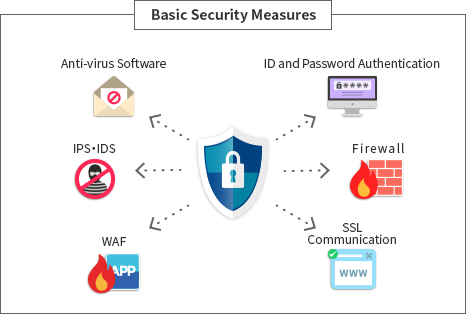 Basic Security Measures
Anti-virus Software
ID and Password Authentication
****
IPS・IDS
Firewall
WAF
APP
SSL
Communication
WWW